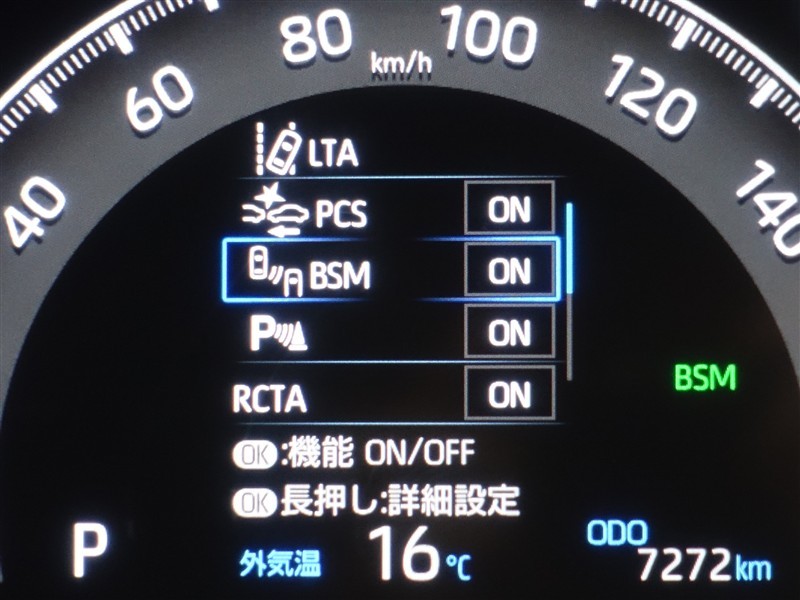 40
60
80
100
120
140
km/h
LTA
PCS ON
BSM ON
P ON
RCTA ON
BSM
OK:機能 ON/OFF
OK長押し:詳細設定
P
外気温 16℃
ODO
7272km